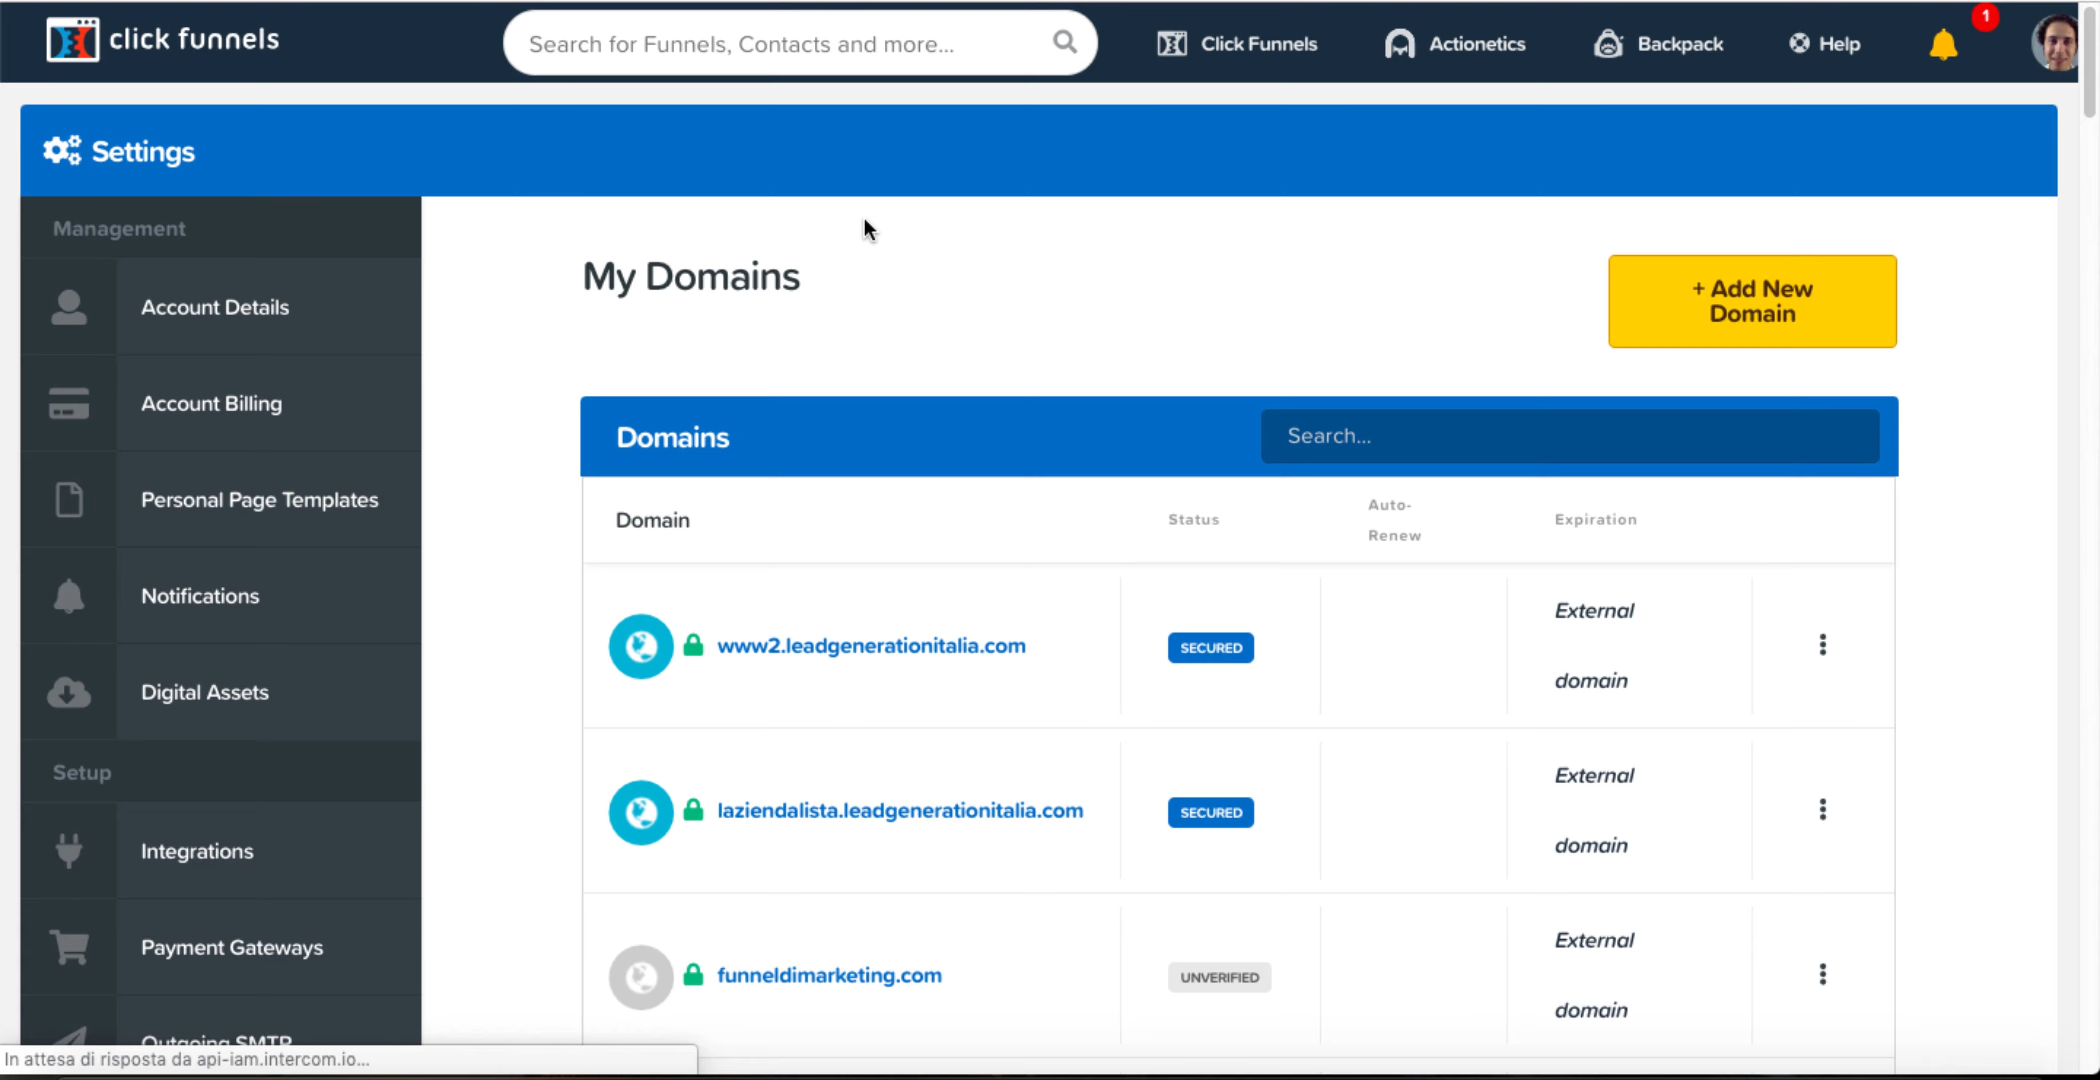 click funnels
Search for Funnels, Contacts and more...
Click Funnels
Actionetics
Backpack
Help
1
Settings
Management
Account Details
Account Billing
Personal Page Templates
Notifications
Digital Assets
Setup
Integrations
Payment Gateways
Outgoing SMTP
My Domains
+ Add New
Domain
Domains
Search...
Domain
Status
Auto-
Renew
Expiration
www2.leadgenerationitalia.com
SECURED
External
domain
laziendalista.leadgenerationitalia.com
SECURED
External
domain
funneldimarketing.com
UNVERIFIED
External
domain
In attesa di risposta da api-iam.intercom.io...